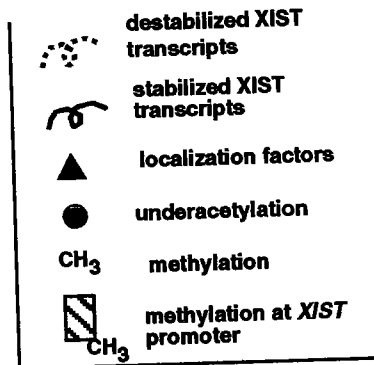 destabilized XIST
transcripts
stabilized XIST
transcripts
localization factors
underacetylation
CH3 methylation
methylation at XIST
promoter
CH3